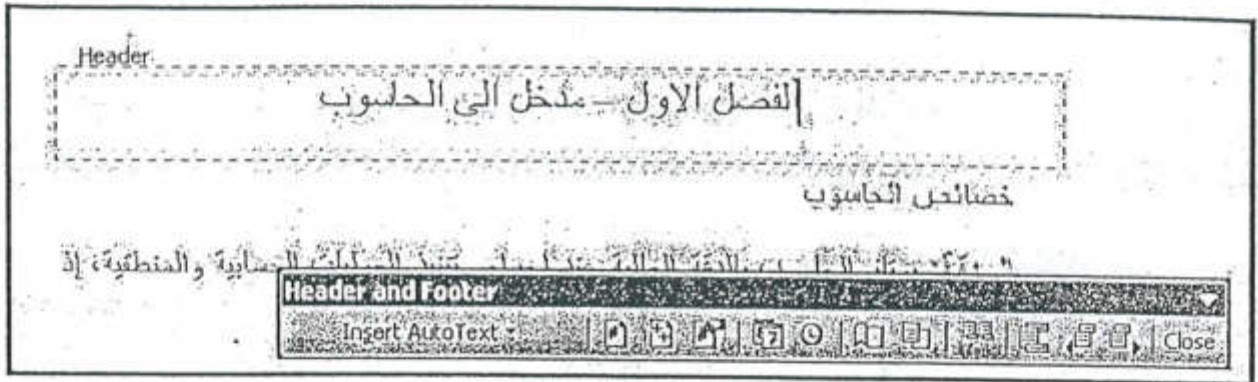 Header
الفصل الاول – مدخل الى الحاسوب
خصائص الحاسوب
الحسابية والمنطقية، إذ
Header and Footer
Insert AutoText
Close